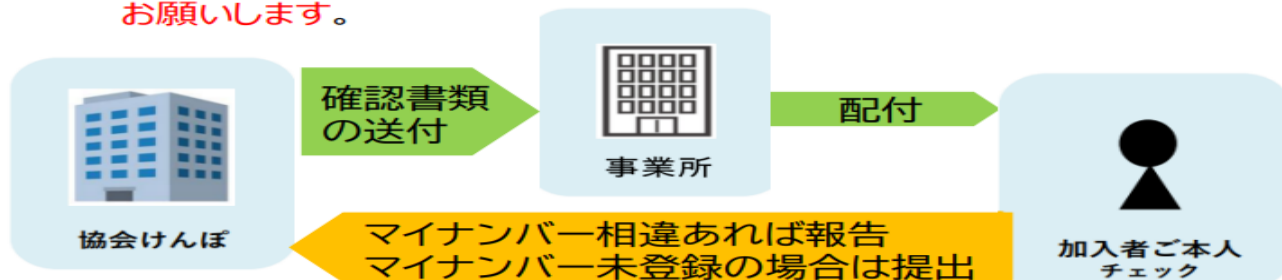 お願いします。
確認書類
の送付
事業所
配付
協会けんぽ
マイナンバー相違あれば報告
マイナンバー未登録の場合は提出
加入者ご本人
チェック